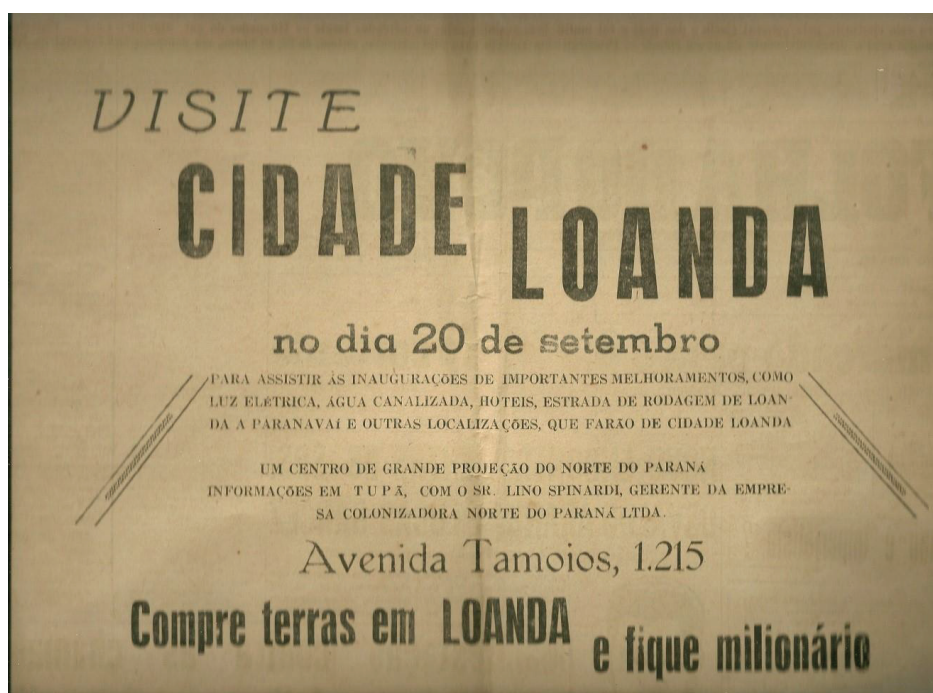 VISITE
CIDADE
LOANDA
no dia 20 de setembro
PARA ASSISTIR ÀS INAUGURAÇÕES DE IMPORTANTES MELHORAMENTOS, COMO
LUZ ELÉTRICA, ÁGUA CANALIZADA, HOTEIS, ESTRADA DE RODAGEM DE LOAN-
DA A PARANAVAÍ E OUTRAS LOCALIZAÇÕES, QUE FARÃO DE CIDADE LOANDA
UM CENTRO DE GRANDE PROJEÇÃO DO NORTE DO PARANÁ
INFORMAÇÕES EM TUPÃ, COM O SR. LINO SPINARDI, GERENTE DA EMPRE-
SA COLONIZADORA NORTE DO PARANÁ LTDA.
Avenida Tamoios, 1.215
Compre terras em LOANDA
e fique milionário